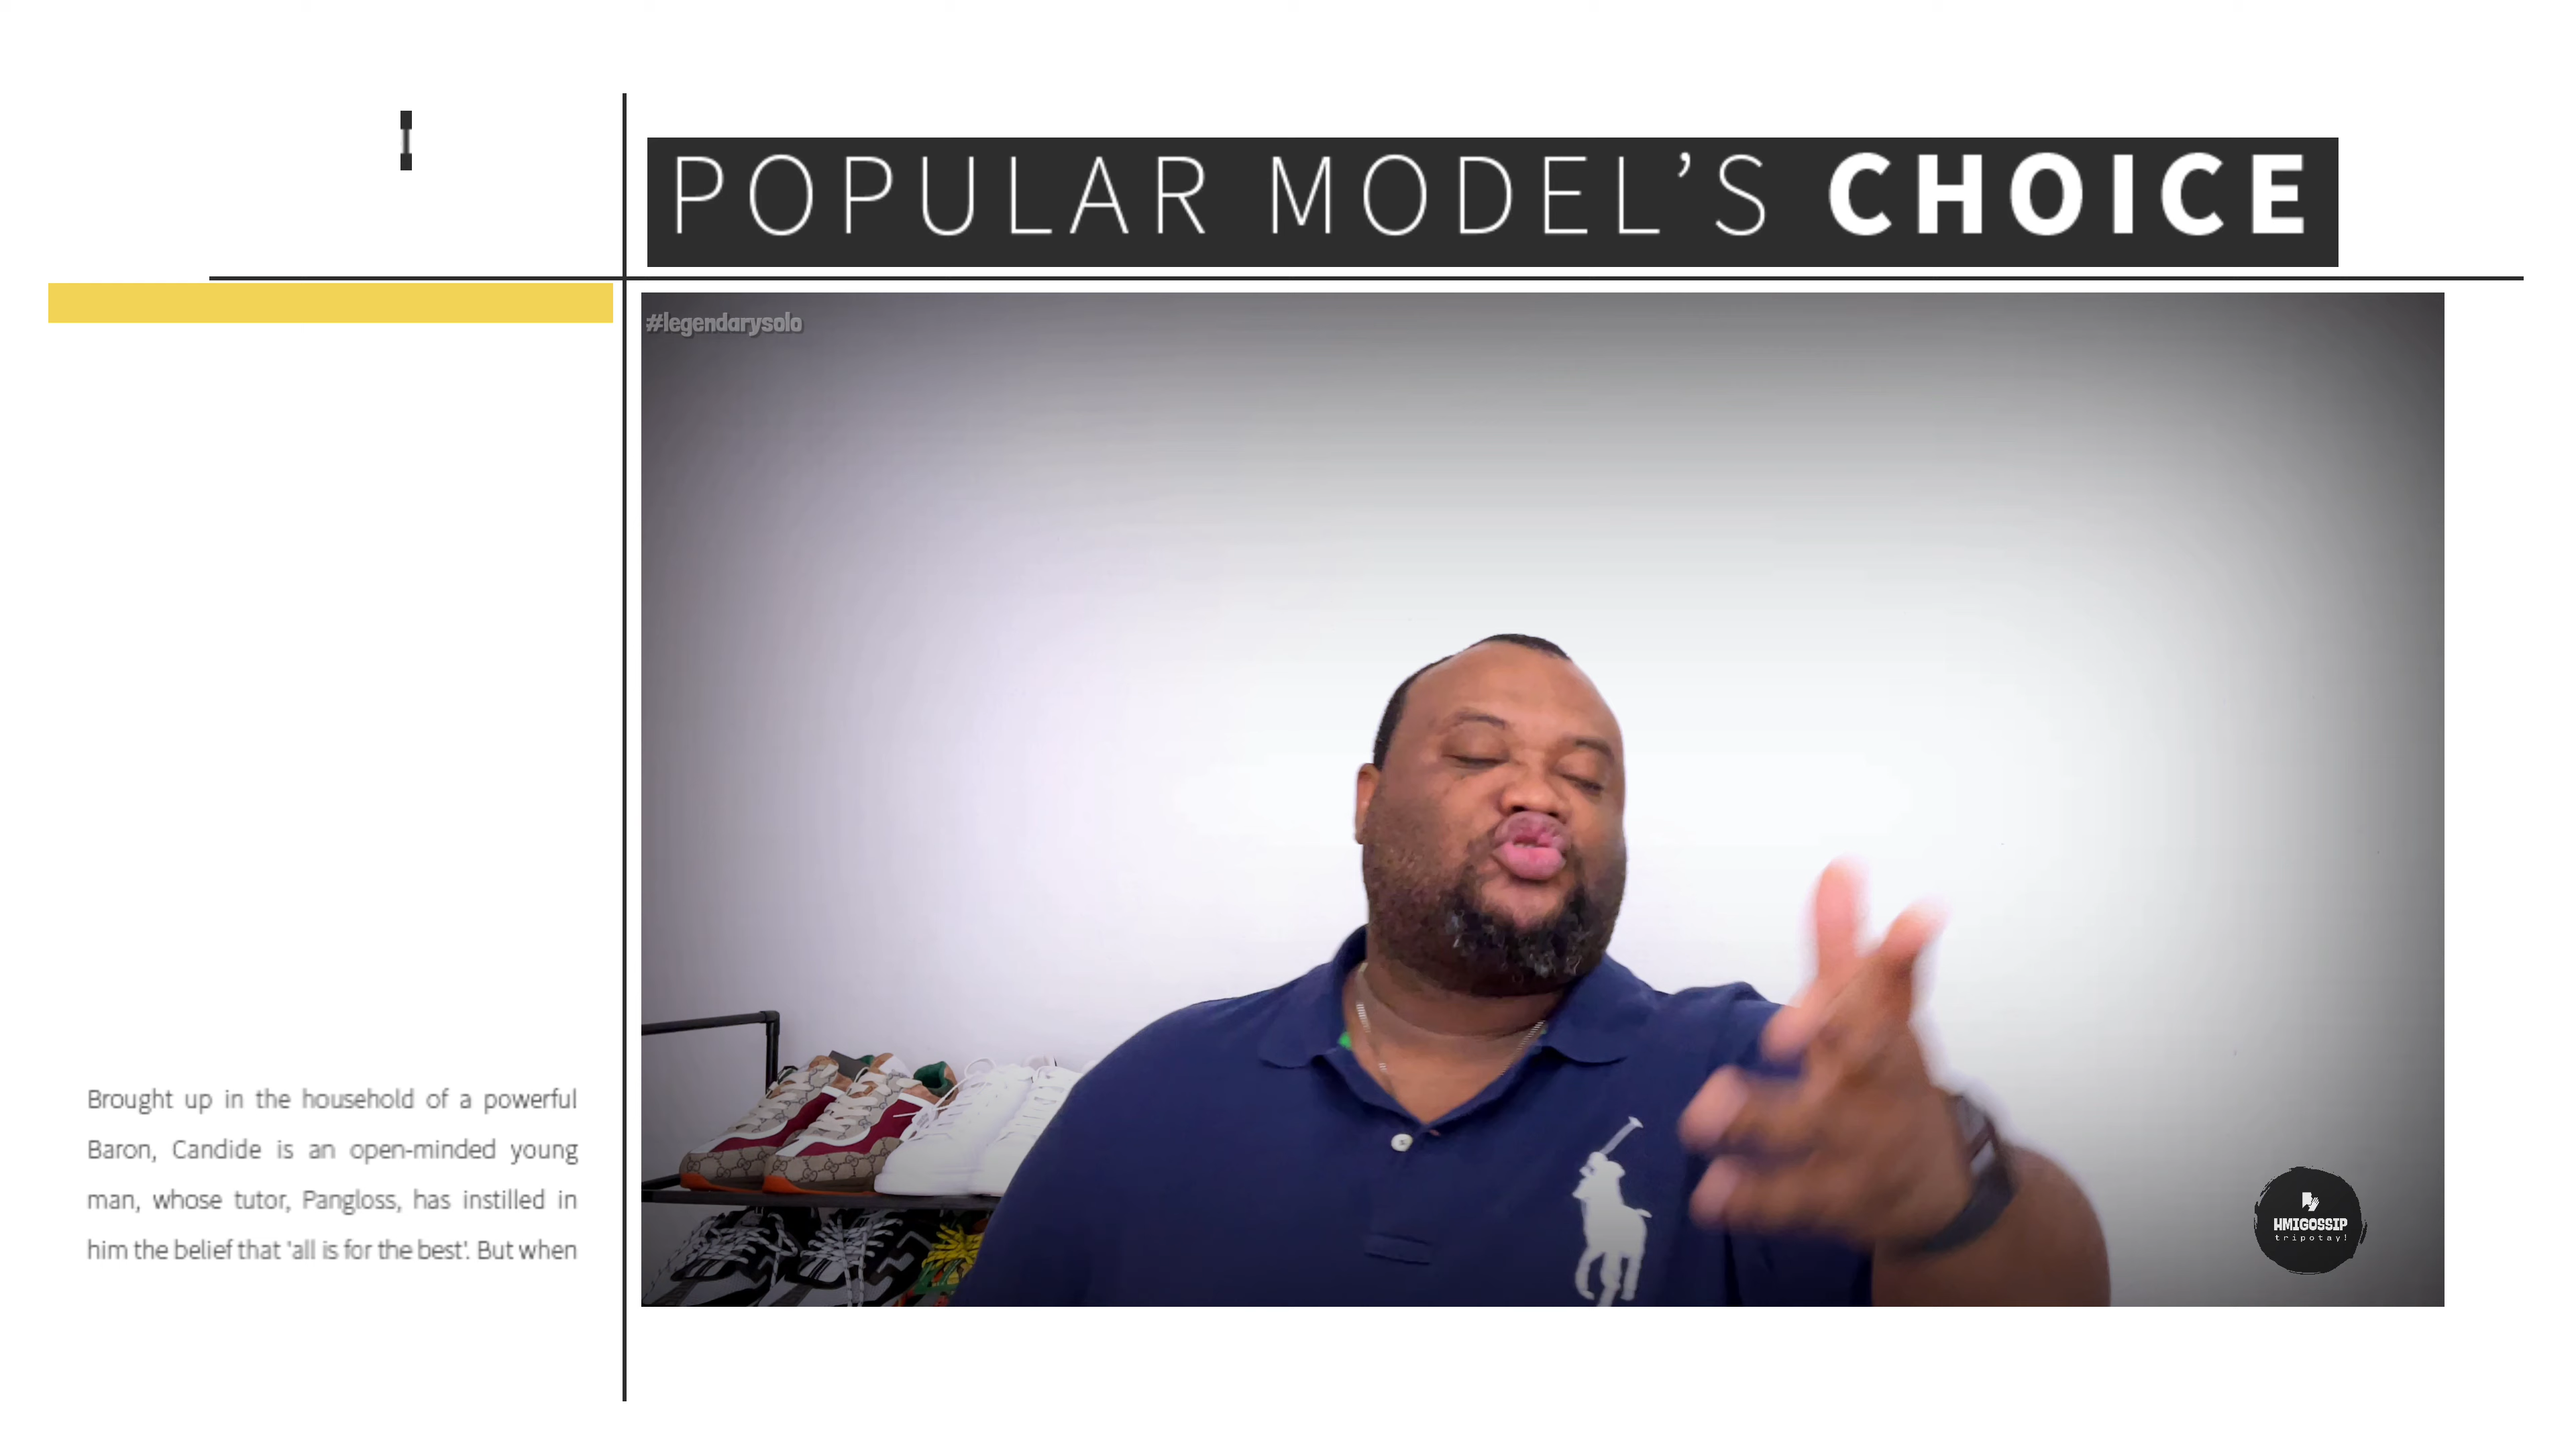 POPULAR MODEL’S CHOICE
#legendarysolo
Brought up in the household of a powerful
Baron, Candide is an open-minded young
man, whose tutor, Pangloss, has instilled in
him the belief that 'all is for the best'. But when
HMIGOSSIP
tripotay!